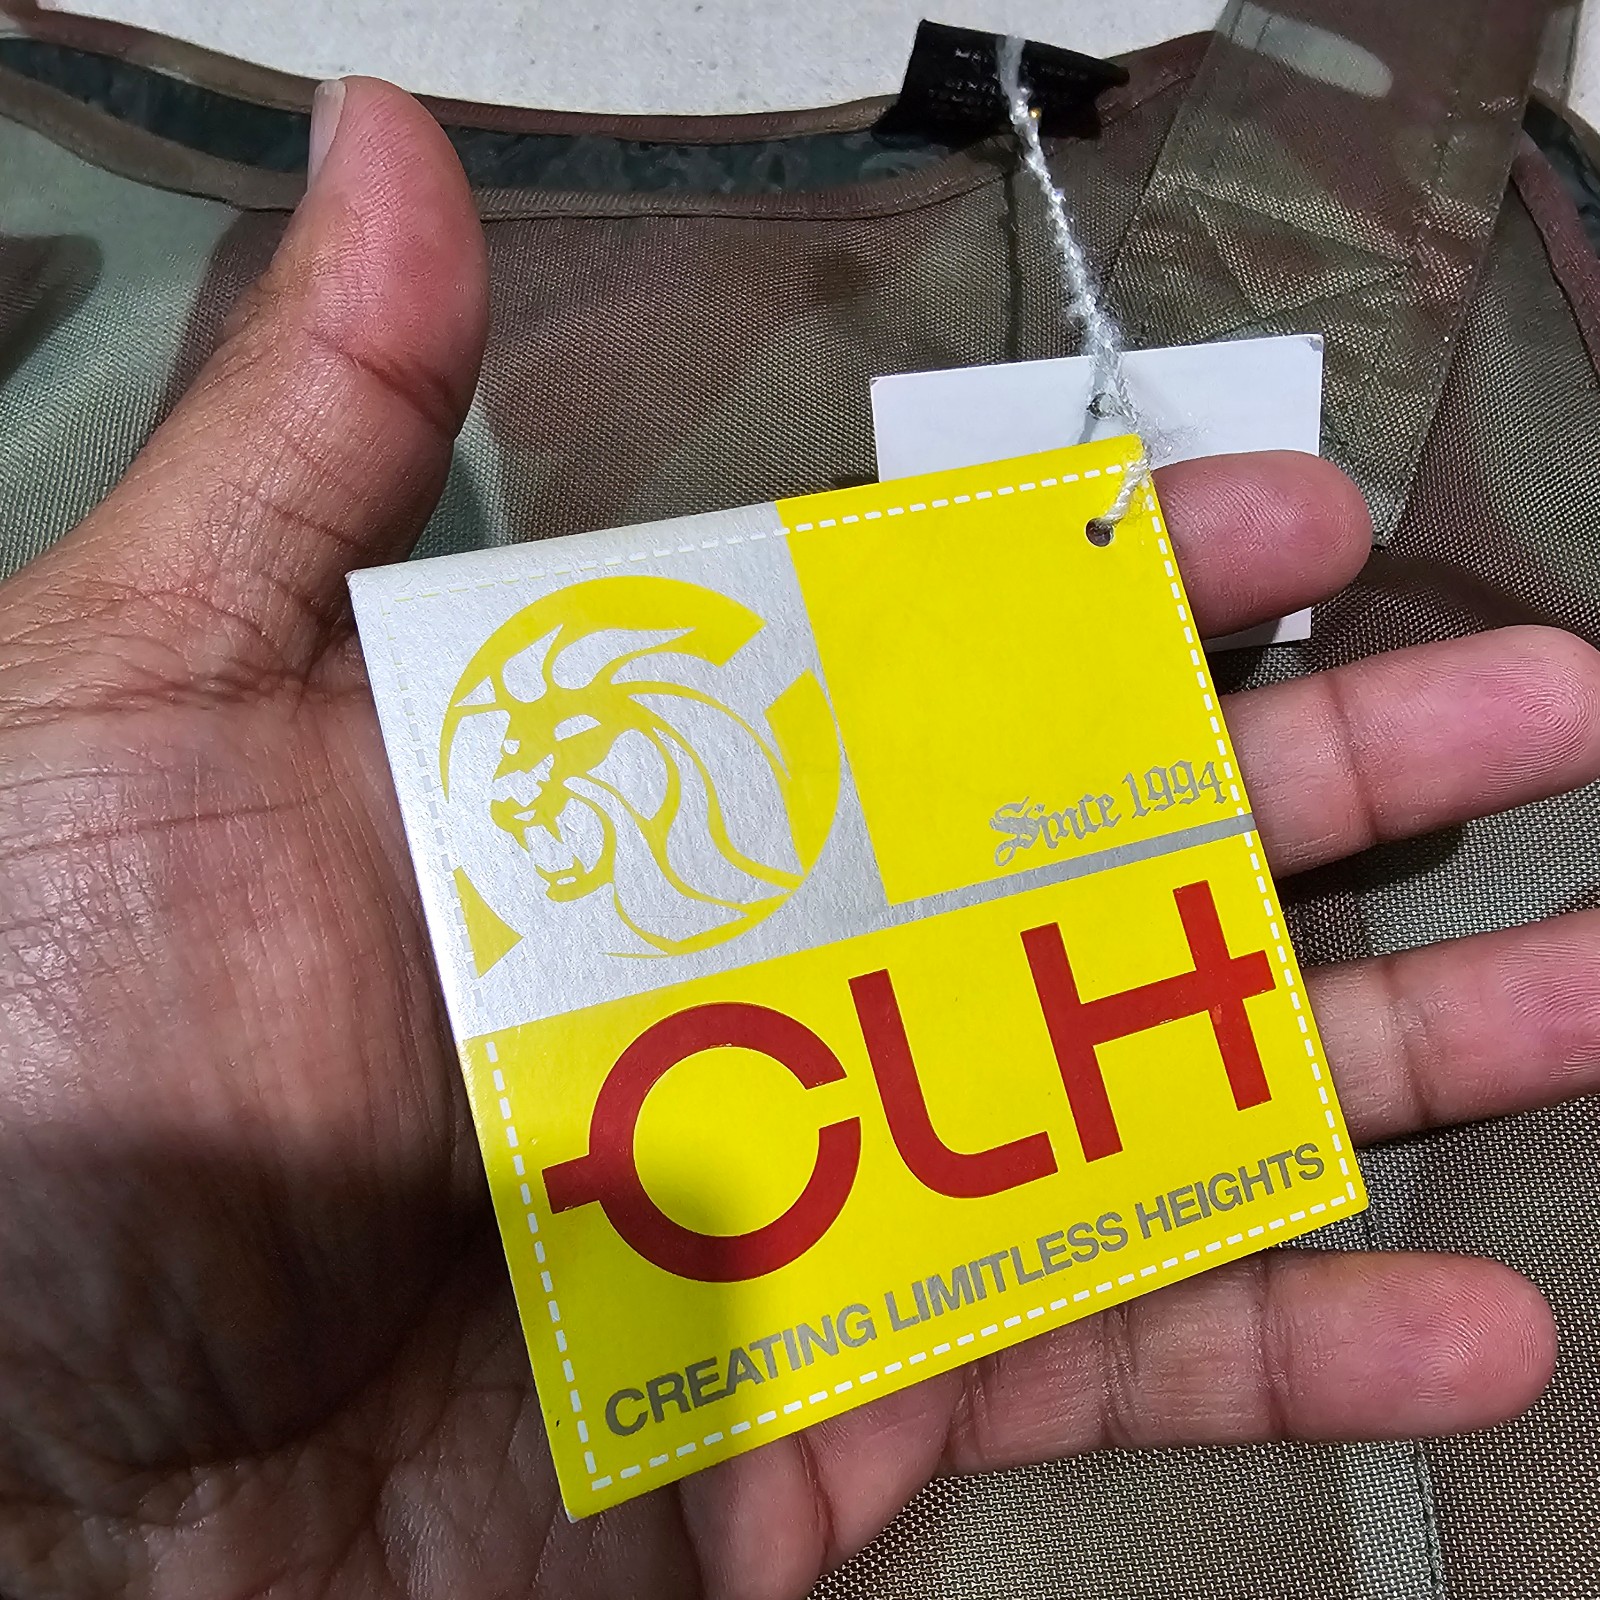 Since 1994
CLH
CREATING LIMITLESS HEIGHTS